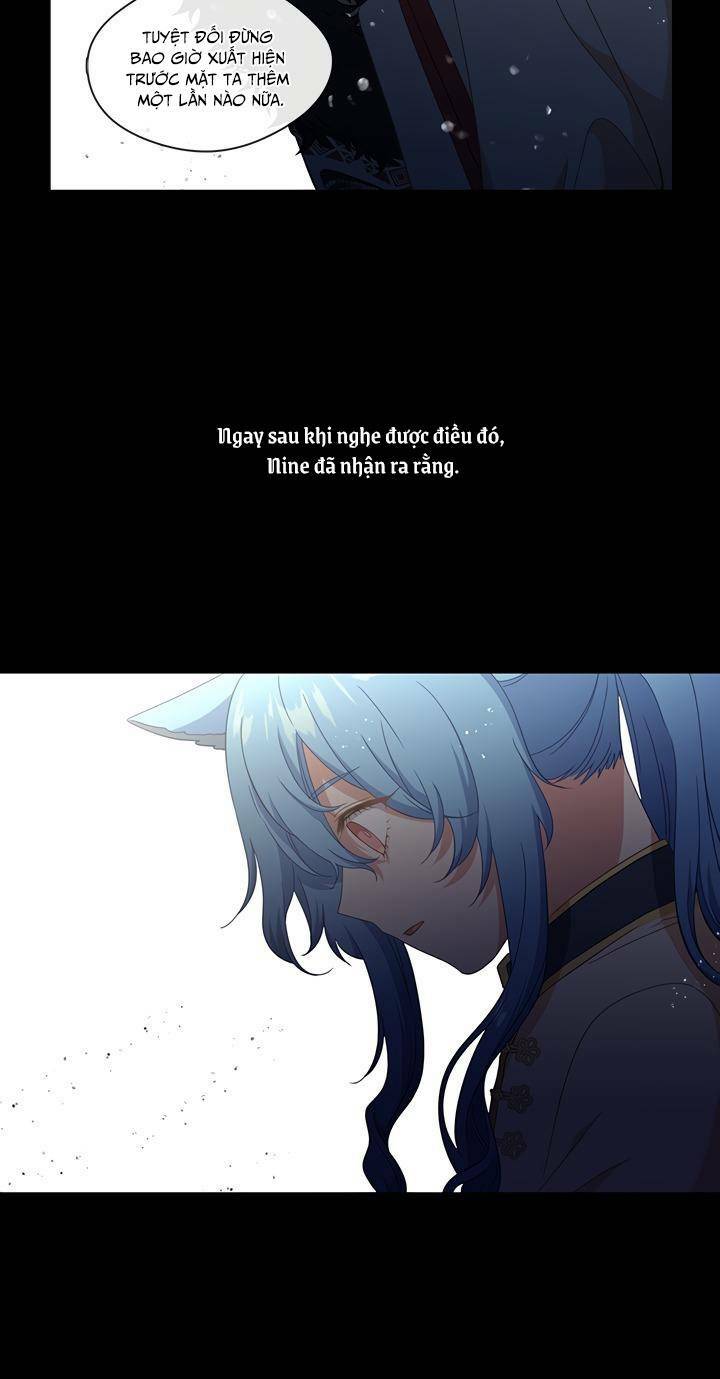 TUYỆT ĐỐI ĐỪNG
BAO GIỜ XUẤT HIỆN
TRƯỚC MẶT TA THÊM
MỘT LẦN NÀO NỮA.
Ngay sau khi nghe được điều đó,
Nine đã nhận ra rằng.